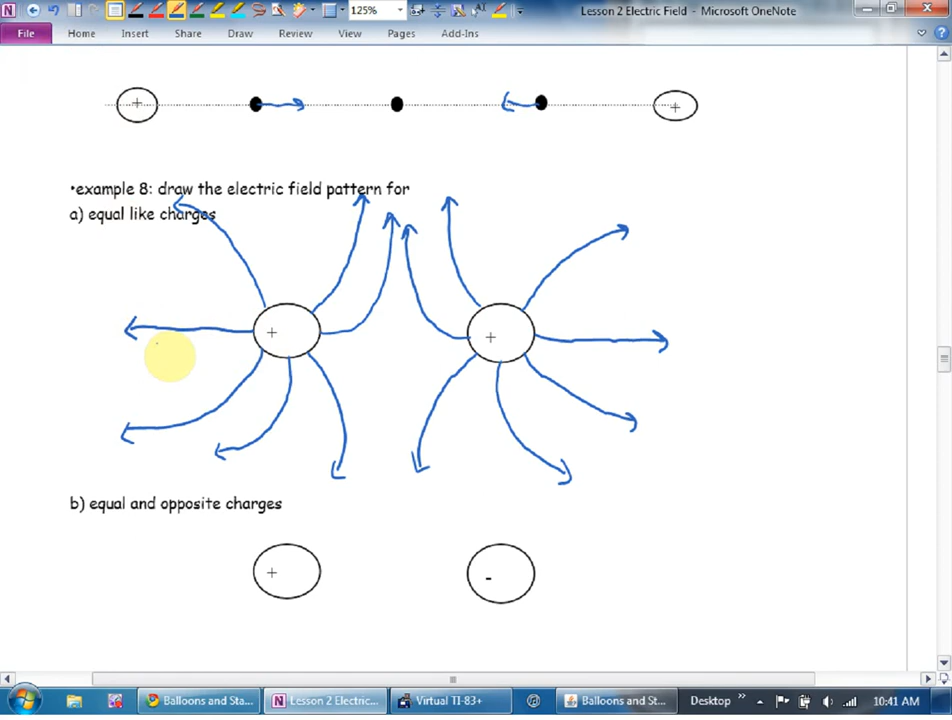 Lesson 2 Electric Field - Microsoft OneNote
125%
File Home Insert Share Draw Review View Pages Add-Ins
+ +
•example 8: draw the electric field pattern for
a) equal like charges
+ +
b) equal and opposite charges
+ -
Balloons and Sta... Lesson 2 Electric... Virtual TI-83+ Balloons and St... Desktop 10:41 AM